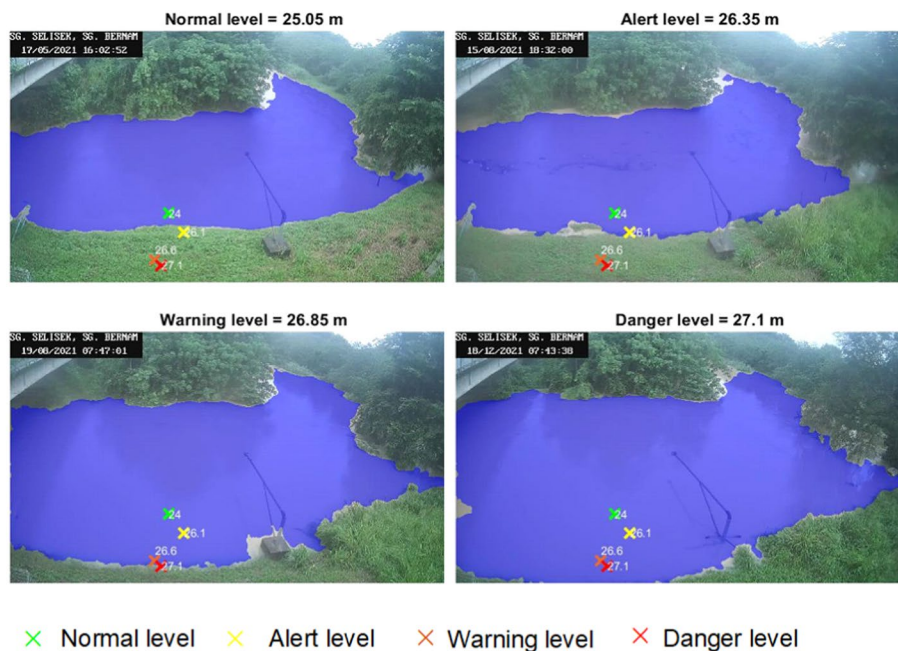 Normal level = 25.05 m
Alert level = 26.35 m
SG. SELISEK, SG. BERNAM
17/05/2021 16:02:52
24
26.1
26.6
27.1
SG. SELISEK, SG. BERNAM
15/08/2021 18:32:00
24
26.1
26.6
27.1
Warning level = 26.85 m
Danger level = 27.1 m
SG. SELISEK, SG. BERNAM
19/08/2021 07:47:01
24
26.1
26.6
27.1
SG. SELISEK, SG. BERNAM
18/12/2021 07:43:38
24
26.1
26.6
27.1
Normal level
Alert level
Warning level
Danger level